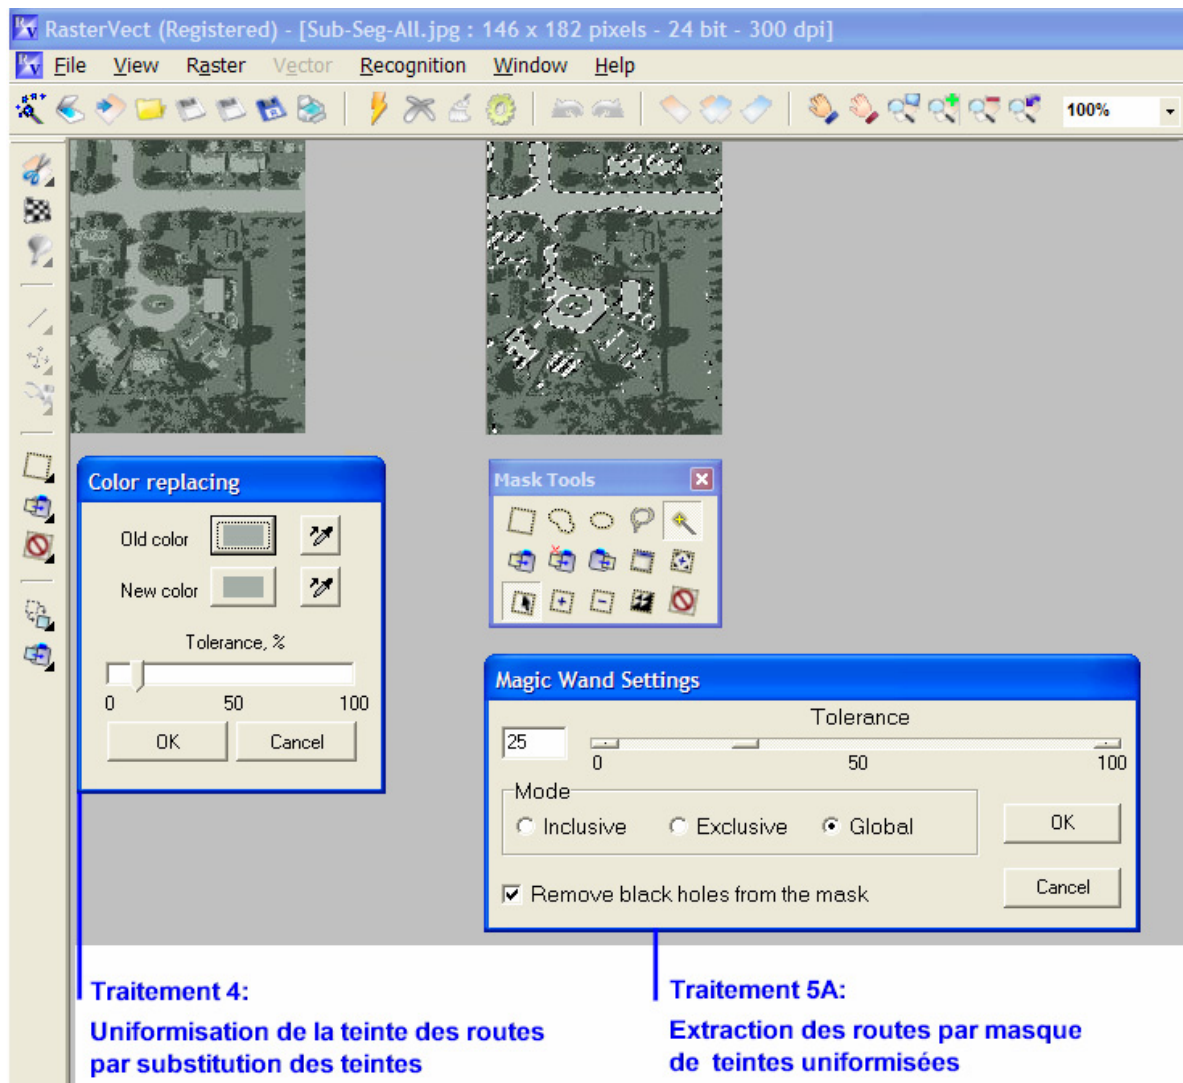 RasterVect (Registered) - [Sub-Seg-All.jpg : 146 x 182 pixels - 24 bit - 300 dpi]
File View Raster Vector Recognition Window Help
100%
Color replacing
Old color
New color
Tolerance, %
0 50 100
OK Cancel
Mask Tools
Magic Wand Settings
Tolerance
25
0 50 100
Mode
Inclusive Exclusive Global
OK
Remove black holes from the mask
Cancel
Traitement 4:
Uniformisation de la teinte des routes
par substitution des teintes
Traitement 5A:
Extraction des routes par masque
de teintes uniformisées